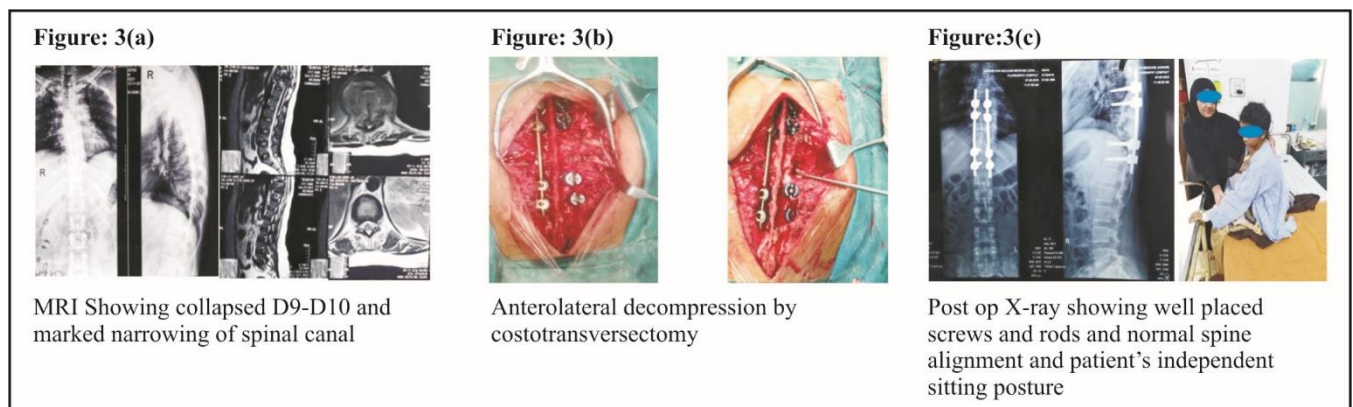 Figure: 3(a)
R
R
MRI Showing collapsed D9-D10 and
marked narrowing of spinal canal
Figure: 3(b)
Anterolateral decompression by
costotransversectomy
Figure:3(c)
L
R
Post op X-ray showing well placed
screws and rods and normal spine
alignment and patient's independent
sitting posture